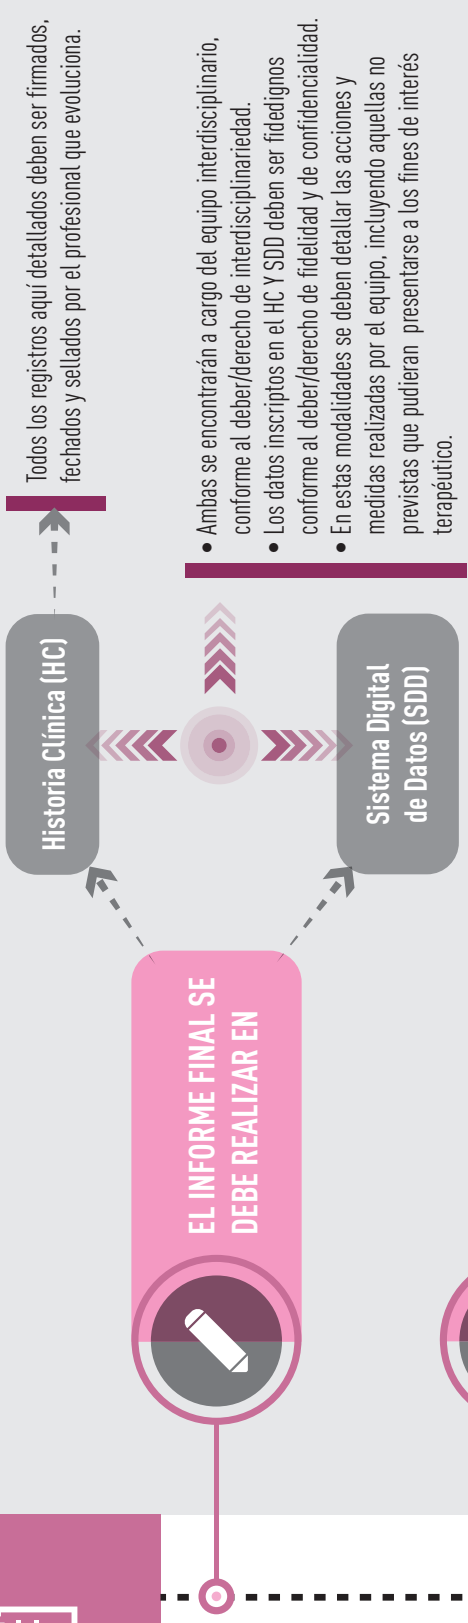 EL INFORME FINAL SE
DEBE REALIZAR EN
Historia Clínica (HC)
Todos los registros aquí detallados deben ser firmados,
fechados y sellados por el profesional que evoluciona.
Sistema Digital
de Datos (SDD)
• Ambas se encontrarán a cargo del equipo interdisciplinario,
conforme al deber/derecho de interdisciplinariedad.
• Los datos inscriptos en el HC Y SDD deben ser fidedignos
conforme al deber/derecho de fidelidad y de confidencialidad.
• En estas modalidades se deben detallar las acciones y
medidas realizadas por el equipo, incluyendo aquellas no
previstas que pudieran presentarse a los fines de interés
terapéutico.